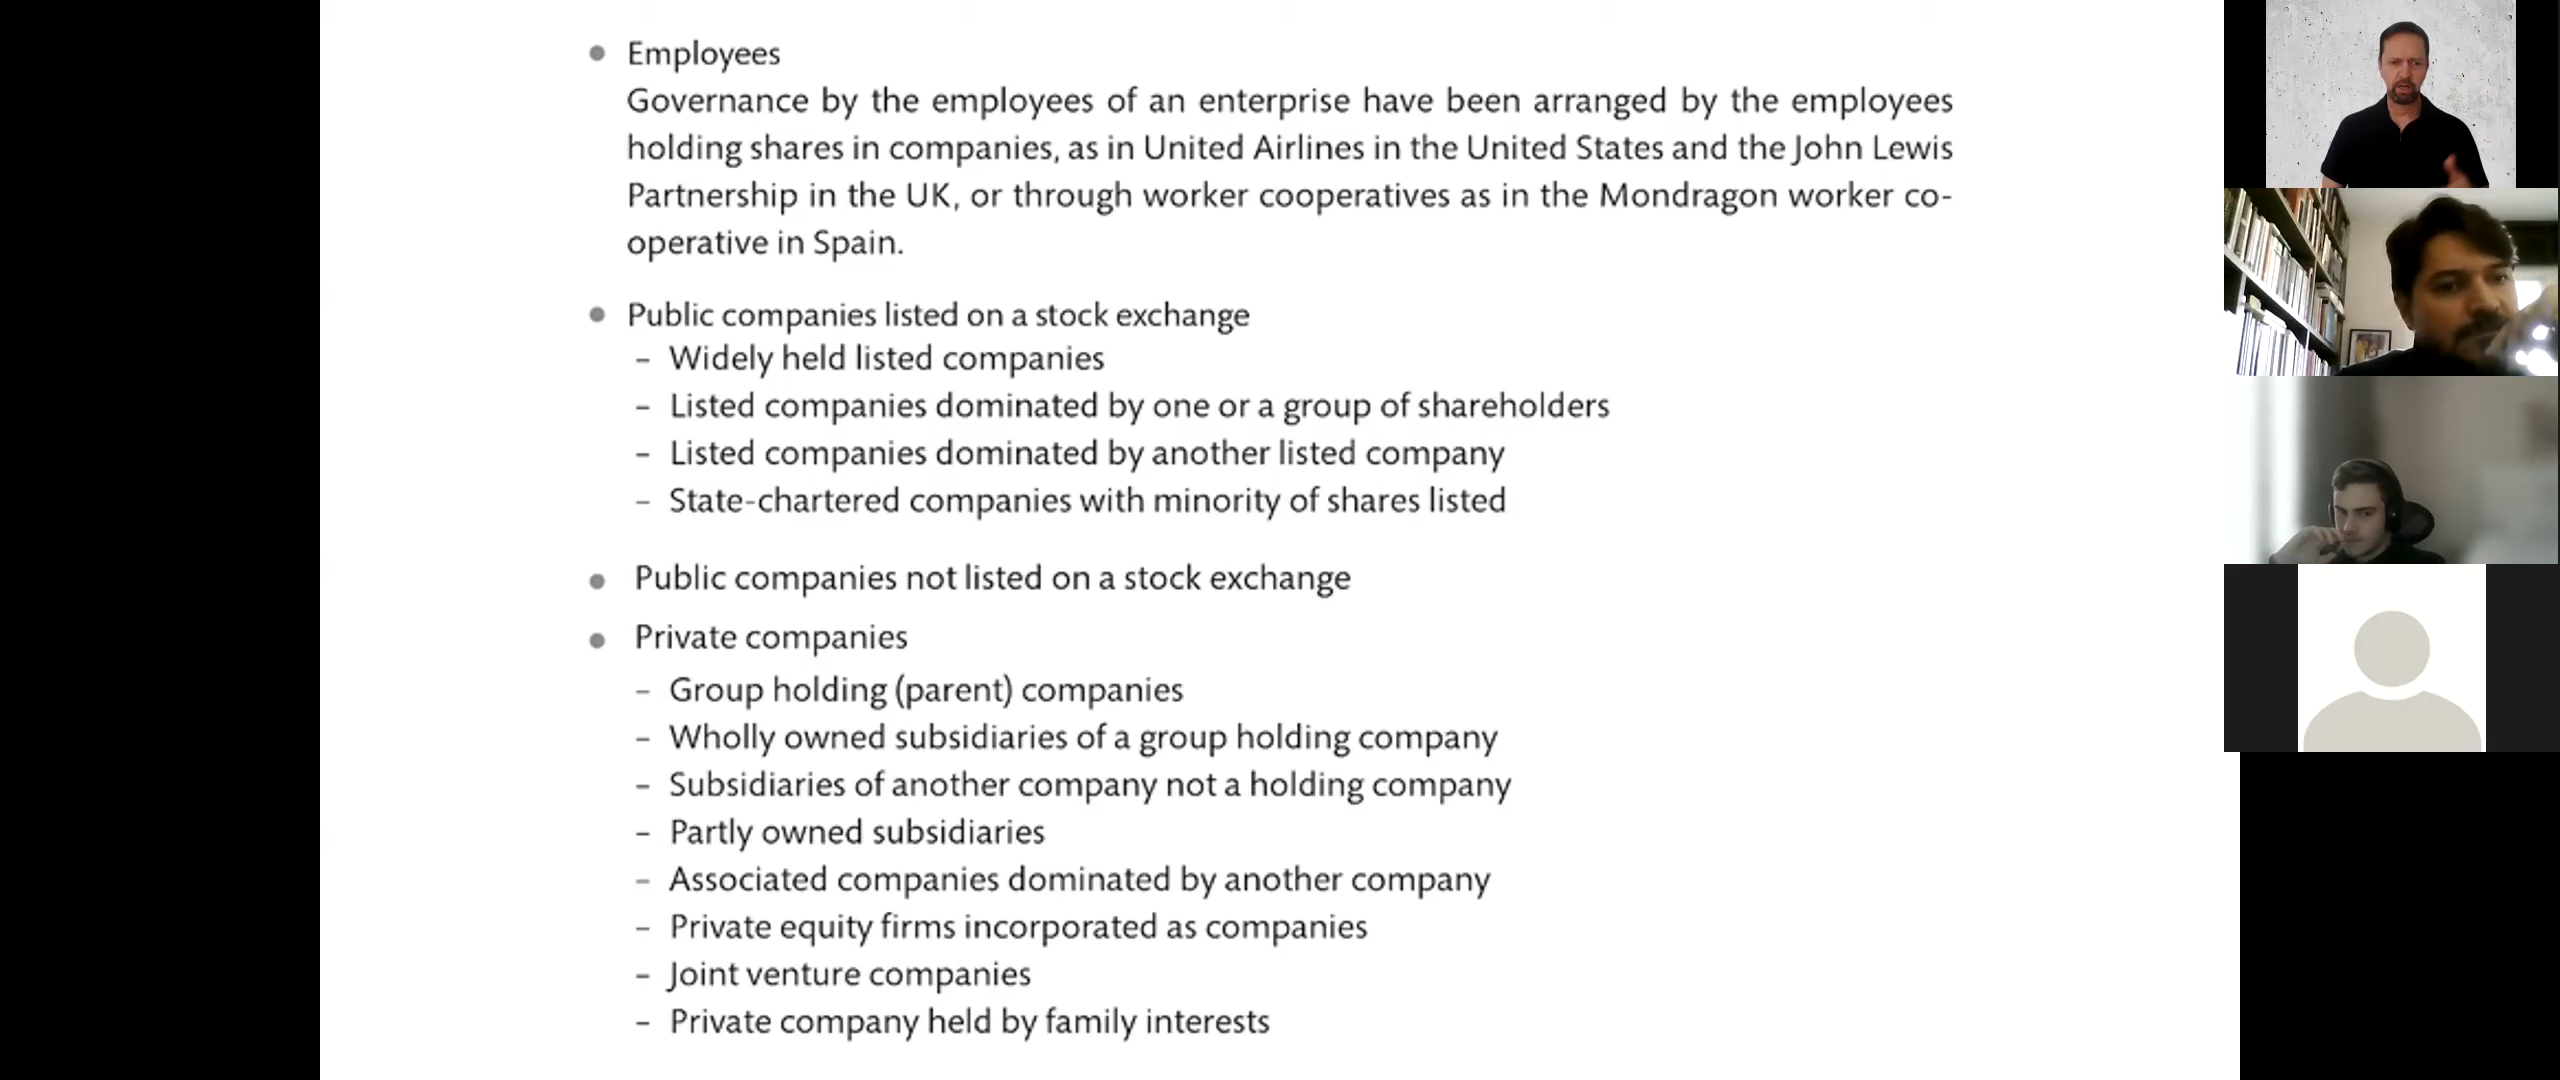 Employees
Governance by the employees of an enterprise have been arranged by the employees
holding shares in companies, as in United Airlines in the United States and the John Lewis
Partnership in the UK, or through worker cooperatives as in the Mondragon worker co-
operative in Spain.
Public companies listed on a stock exchange
– Widely held listed companies
– Listed companies dominated by one or a group of shareholders
– Listed companies dominated by another listed company
– State-chartered companies with minority of shares listed
Public companies not listed on a stock exchange
Private companies
– Group holding (parent) companies
– Wholly owned subsidiaries of a group holding company
– Subsidiaries of another company not a holding company
– Partly owned subsidiaries
– Associated companies dominated by another company
– Private equity firms incorporated as companies
– Joint venture companies
– Private company held by family interests